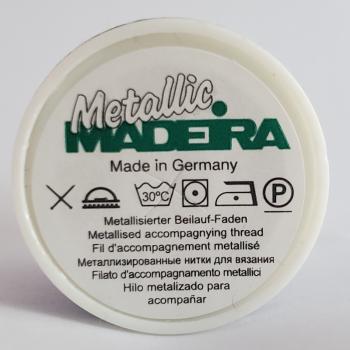 Metallic
MADEIRA
Made in Germany
30°C P
Metallisierter Beilauf-Faden
Metallised accompagnying thread
Fil d'accompagnement metallisé
Металлизированные нитки для вязания
Filato d'accompagnamento metallici
Hilo metalizado para
acompañar